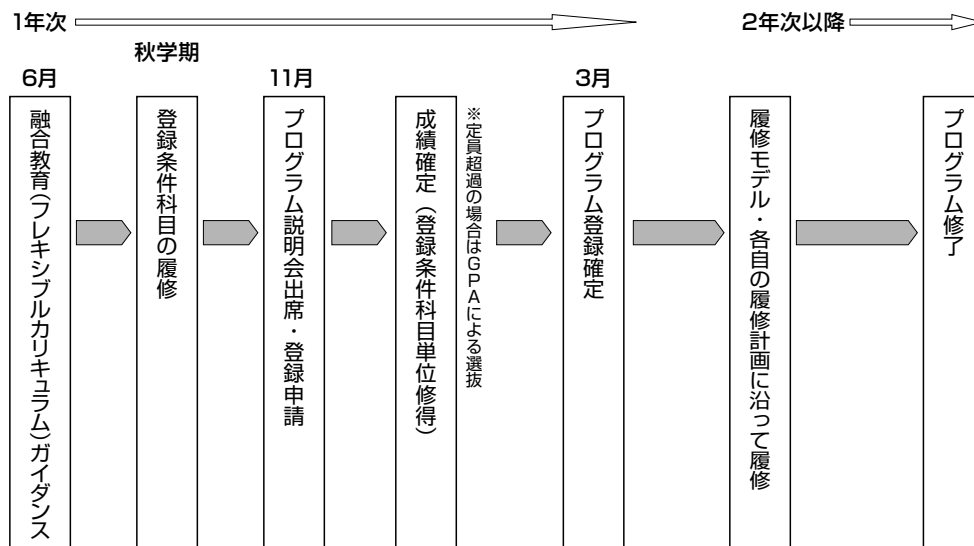 1年次
2年次以降
秋学期
6月
11月
3月
融合教育(フレキシブルカリキュラム)ガイダンス
登録条件科目の履修
プログラム説明会出席・登録申請
成績確定（登録条件科目単位修得）
※定員超過の場合はGPAによる選抜
プログラム登録確定
履修モデル・各自の履修計画に沿って履修
プログラム修了